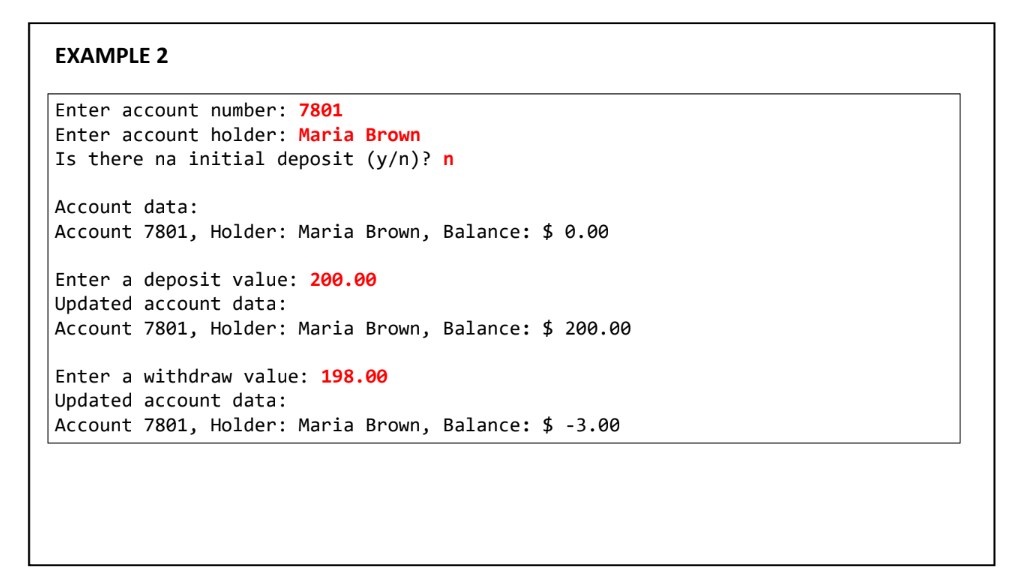 EXAMPLE 2
Enter account number: 7801
Enter account holder: Maria Brown
Is there na initial deposit (y/n)? n
Account data:
Account 7801, Holder: Maria Brown, Balance: $ 0.00
Enter a deposit value: 200.00
Updated account data:
Account 7801, Holder: Maria Brown, Balance: $ 200.00
Enter a withdraw value: 198.00
Updated account data:
Account 7801, Holder: Maria Brown, Balance: $ -3.00